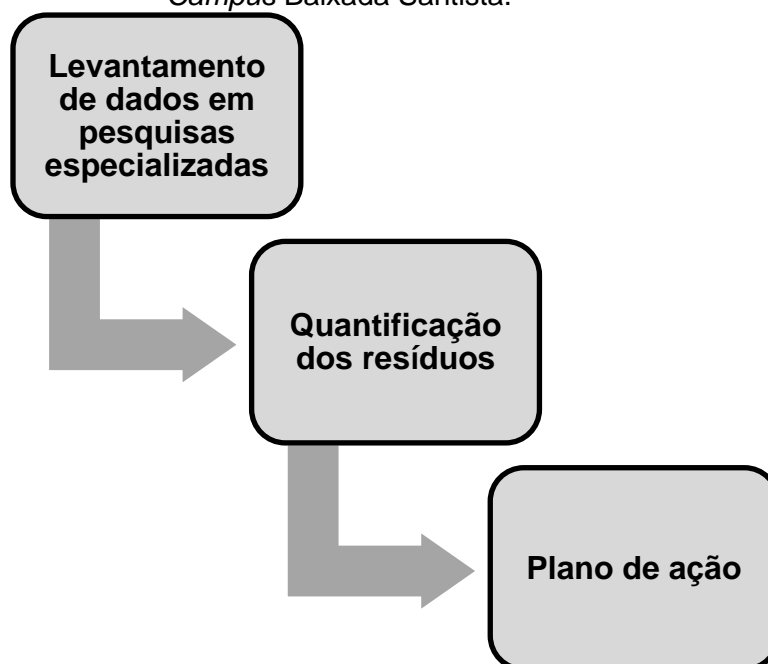 Campus Baixada Santista.
Levantamento
de dados em
pesquisas
especializadas
Quantificação
dos resíduos
Plano de ação